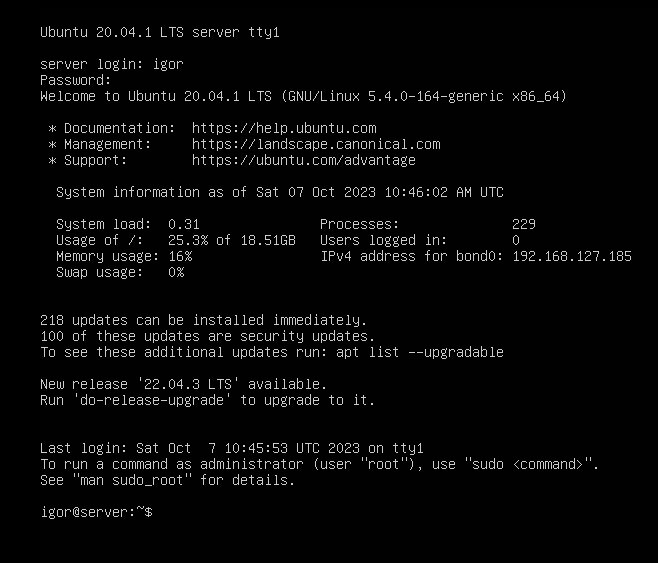 Ubuntu 20.04.1 LTS server tty1
server login: igor
Password:
Welcome to Ubuntu 20.04.1 LTS (GNU/Linux 5.4.0-164-generic x86_64)
* Documentation:  https://help.ubuntu.com
* Management:     https://landscape.canonical.com
* Support:        https://ubuntu.com/advantage
System information as of Sat 07 Oct 2023 10:46:02 AM UTC
System load:  0.31               Processes:              229
Usage of /:   25.3% of 18.51GB   Users logged in:        0
Memory usage: 16%                IPv4 address for bond0: 192.168.127.185
Swap usage:   0%
218 updates can be installed immediately.
100 of these updates are security updates.
To see these additional updates run: apt list --upgradable
New release '22.04.3 LTS' available.
Run 'do-release-upgrade' to upgrade to it.
Last login: Sat Oct  7 10:45:53 UTC 2023 on tty1
To run a command as administrator (user "root"), use "sudo <command>".
See "man sudo_root" for details.
igor@server:~$